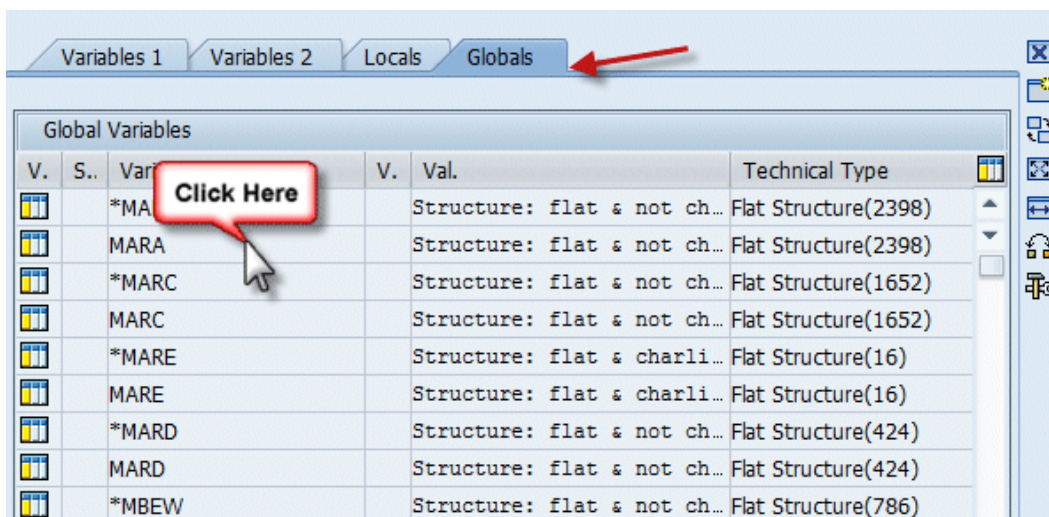 Variables 1 Variables 2 Locals Globals
Global Variables
V. S.. Vari V. Val. Technical Type
Click Here
*MA Structure: flat & not ch… Flat Structure(2398)
MARA Structure: flat & not ch… Flat Structure(2398)
*MARC Structure: flat & not ch… Flat Structure(1652)
MARC Structure: flat & not ch… Flat Structure(1652)
*MARE Structure: flat & charli… Flat Structure(16)
MARE Structure: flat & charli… Flat Structure(16)
*MARD Structure: flat & not ch… Flat Structure(424)
MARD Structure: flat & not ch… Flat Structure(424)
*MBEW Structure: flat & not ch… Flat Structure(786)